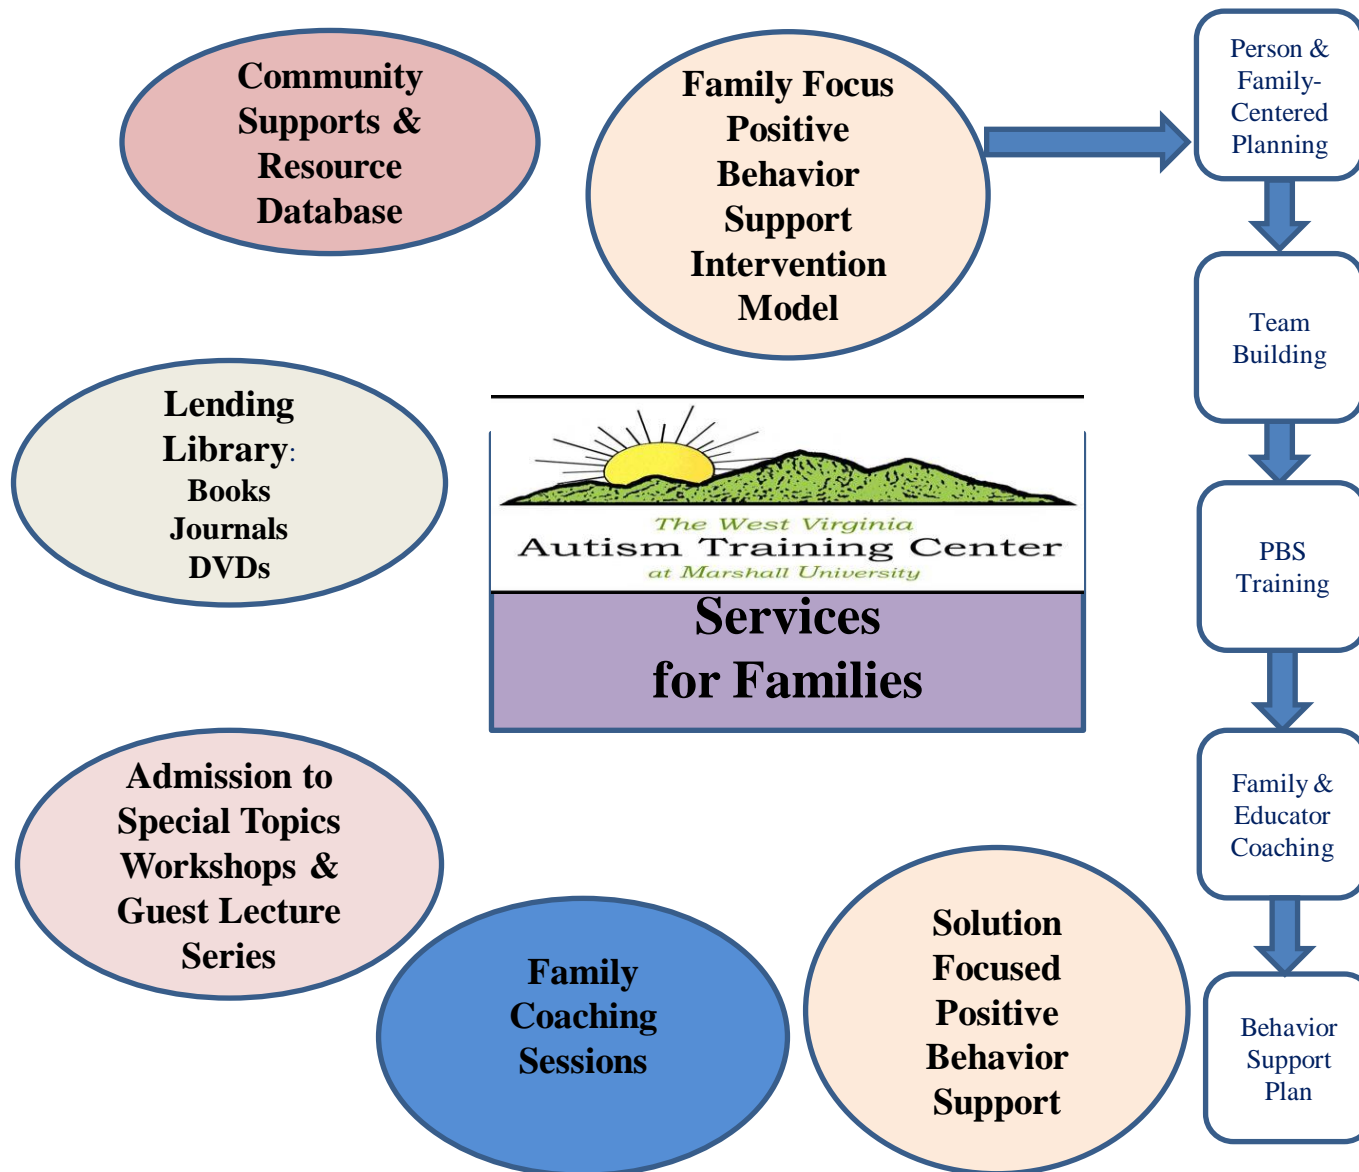 Community
Supports &
Resource
Database
Family Focus
Positive
Behavior
Support
Intervention
Model
Person &
Family-
Centered
Planning
Team
Building
PBS
Training
Family &
Educator
Coaching
Behavior
Support
Plan
Lending
Library:
Books
Journals
DVDs
The West Virginia
Autism Training Center
at Marshall University
Services
for Families
Admission to
Special Topics
Workshops &
Guest Lecture
Series
Family
Coaching
Sessions
Solution
Focused
Positive
Behavior
Support